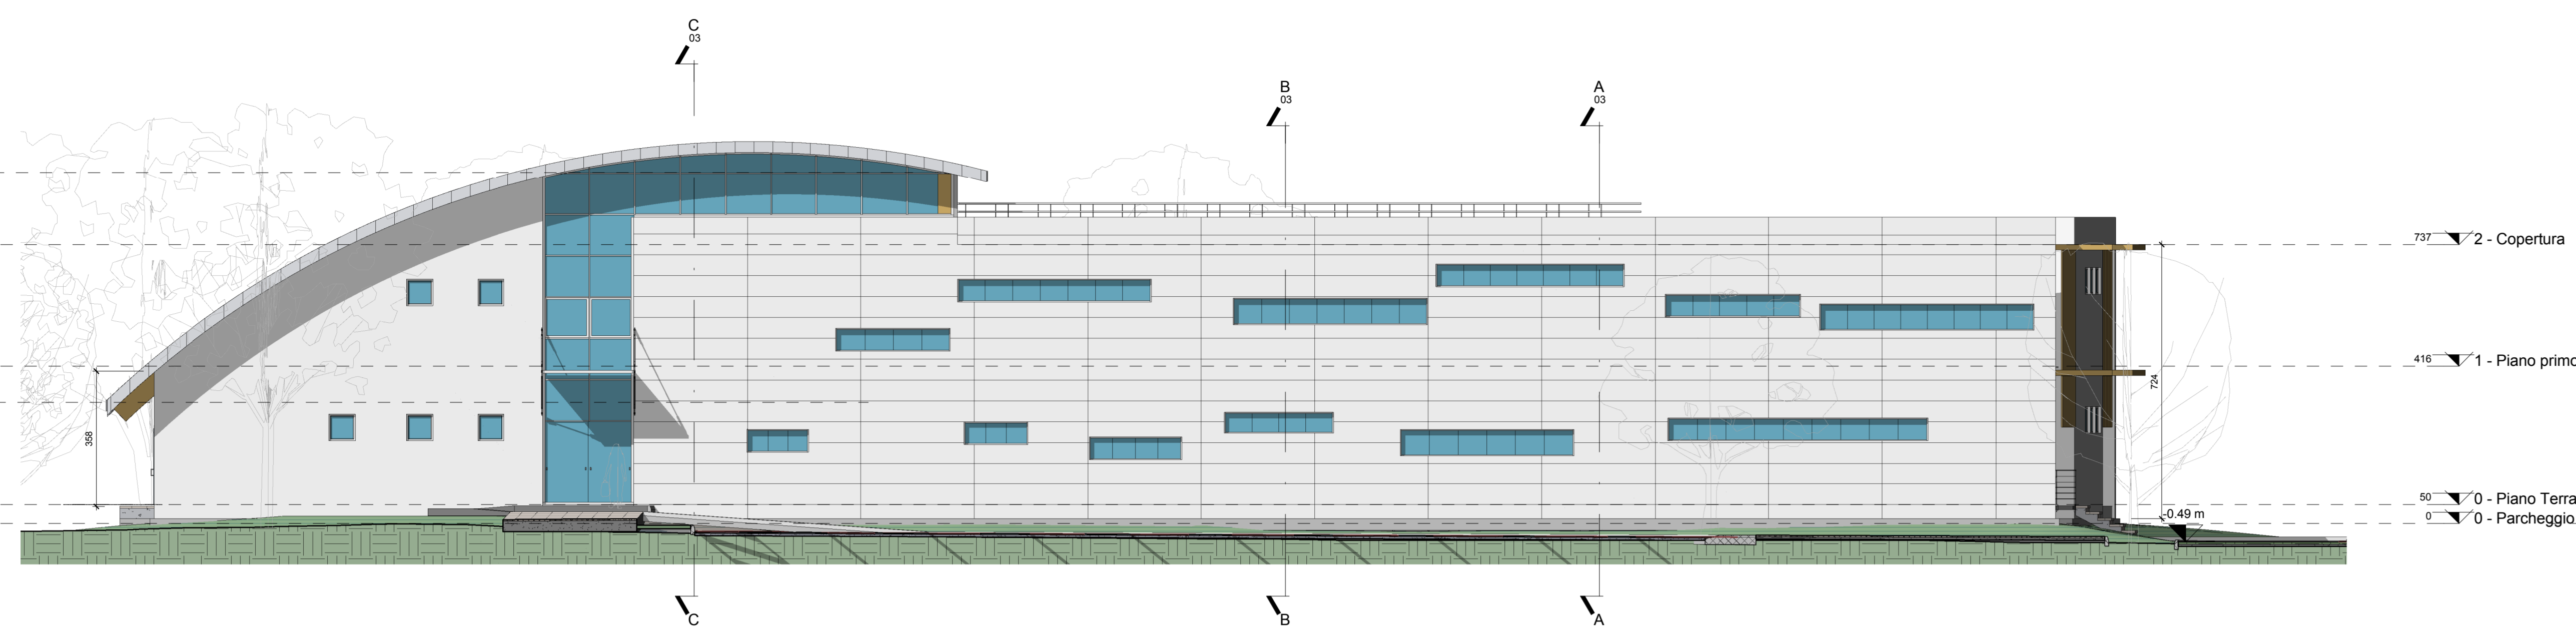 C
03
B
03
A
03
737 2 - Copertura
416 1 - Piano primo
724
358
50 0 - Piano Terra
-0.49 m
0 0 - Parcheggio
C
B
A